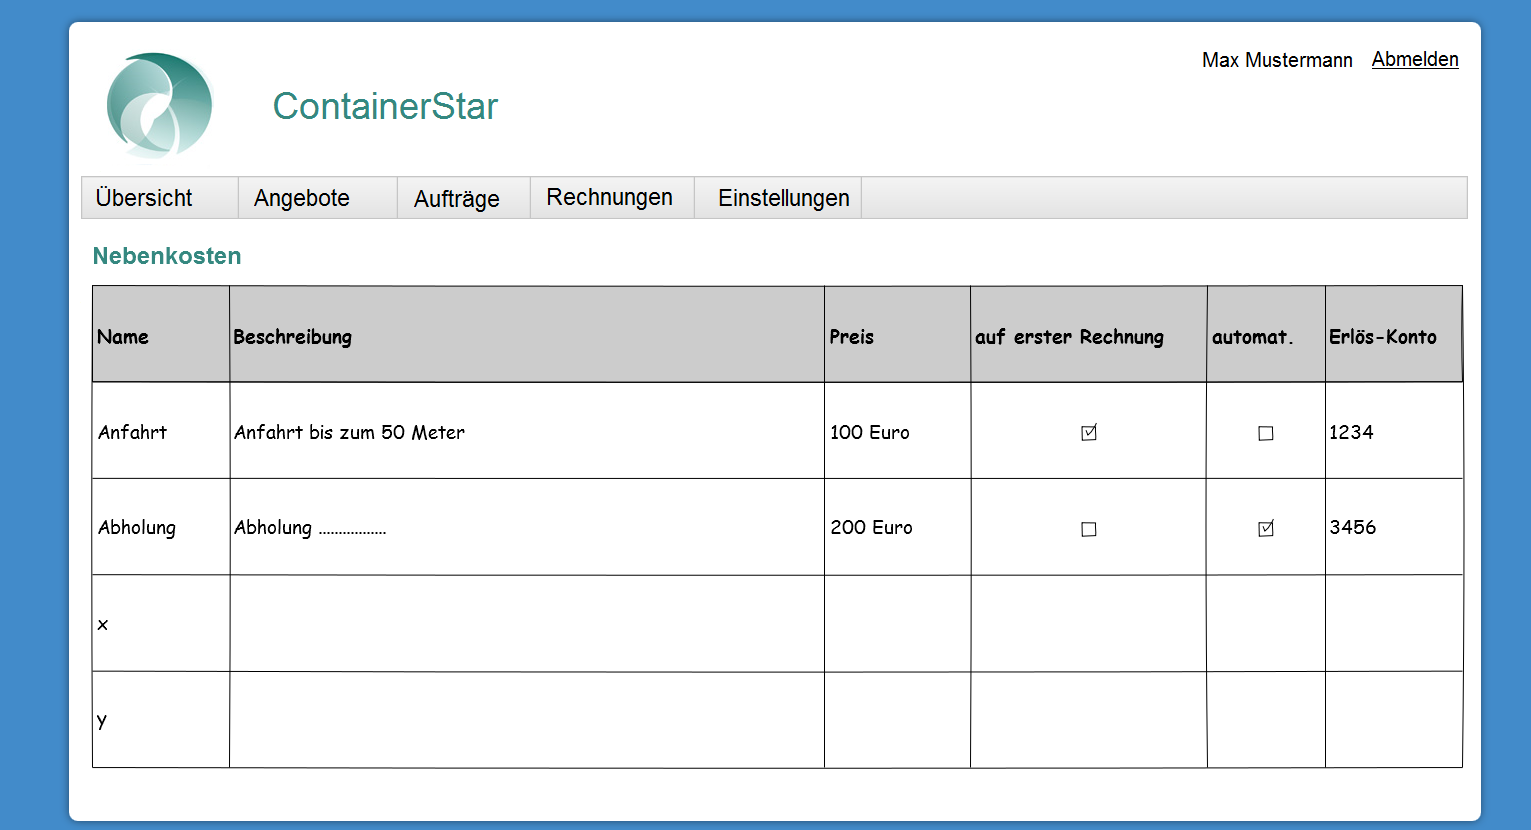 Max Mustermann Abmelden
ContainerStar
Übersicht Angebote Aufträge Rechnungen Einstellungen
Nebenkosten
Name Beschreibung Preis auf erster Rechnung automat. Erlös-Konto
Anfahrt Anfahrt bis zum 50 Meter 100 Euro 1234
Abholung Abholung ................. 200 Euro 3456
x
y